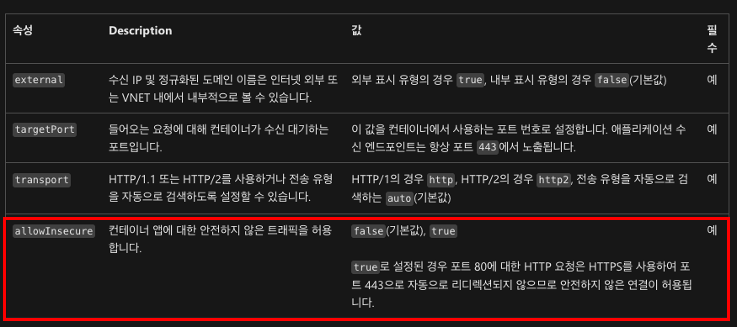 속성 Description 값 필
수
external 수신 IP 및 정규화된 도메인 이름은 인터넷 외부 또 외부 표시 유형의 경우 true, 내부 표시 유형의 경우 false(기본값) 예
는 VNET 내에서 내부적으로 볼 수 있습니다.
targetPort 들어오는 요청에 대해 컨테이너가 수신 대기하는 이 값을 컨테이너에서 사용하는 포트 번호로 설정합니다. 애플리케이션 수 예
포트입니다. 신 엔드포인트는 항상 포트 443에서 노출됩니다.
transport HTTP/1.1 또는 HTTP/2를 사용하거나 전송 유형 HTTP/1의 경우 http, HTTP/2의 경우 http2, 전송 유형을 자동으로 검 예
을 자동으로 검색하도록 설정할 수 있습니다. 색하는 auto(기본값)
allowInsecure 컨테이너 앱에 대한 안전하지 않은 트래픽을 허용 false(기본값), true 예
합니다.
true로 설정된 경우 포트 80에 대한 HTTP 요청은 HTTPS를 사용하여 포
트 443으로 자동으로 리디렉션되지 않으므로 안전하지 않은 연결이 허용됩
니다.